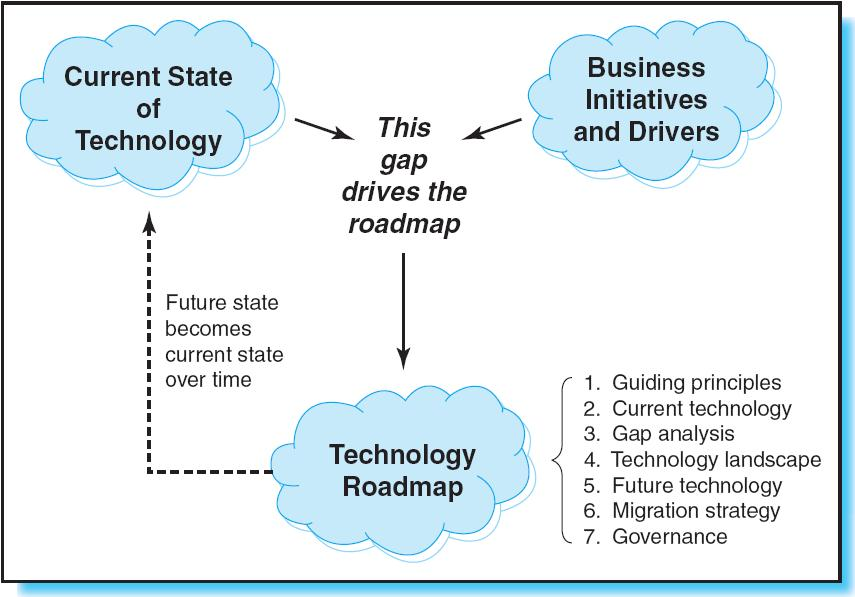 Current State
of
Technology
Business
Initiatives
and Drivers
This
gap
drives the
roadmap
Future state
becomes
current state
over time
Technology
Roadmap
1. Guiding principles
2. Current technology
3. Gap analysis
4. Technology landscape
5. Future technology
6. Migration strategy
7. Governance